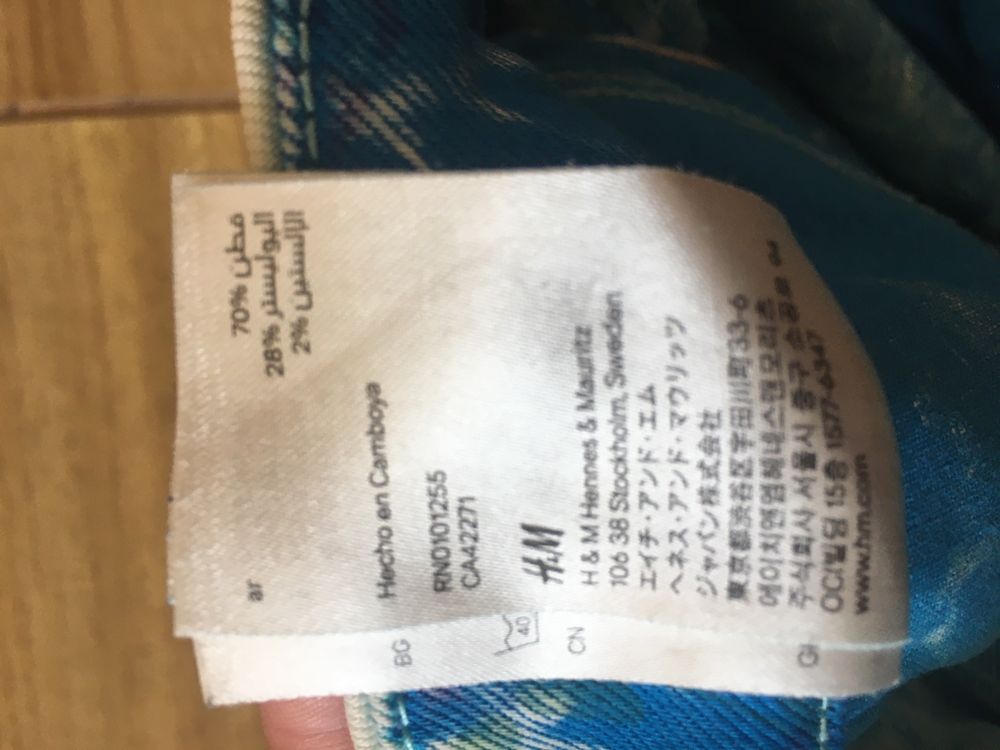 قطن %70
اليوليستر %28
الإلستين %2
ar
Hecho en Camboya
RN0101255
CA42271
H&M
H & M Hennes & Mauritz
106 38 Stockholm, Sweden
エイチ・アンド・エム
ヘネス・アンド・マウリッツ
ジャパン株式会社
東京都渋谷区宇田川町33-6
에이치앤엠헤네스앤모리츠
주식회사 서울시 중구 소공로
OCI빌딩 15층 1577-6347
www.hm.com
BG
40
CN